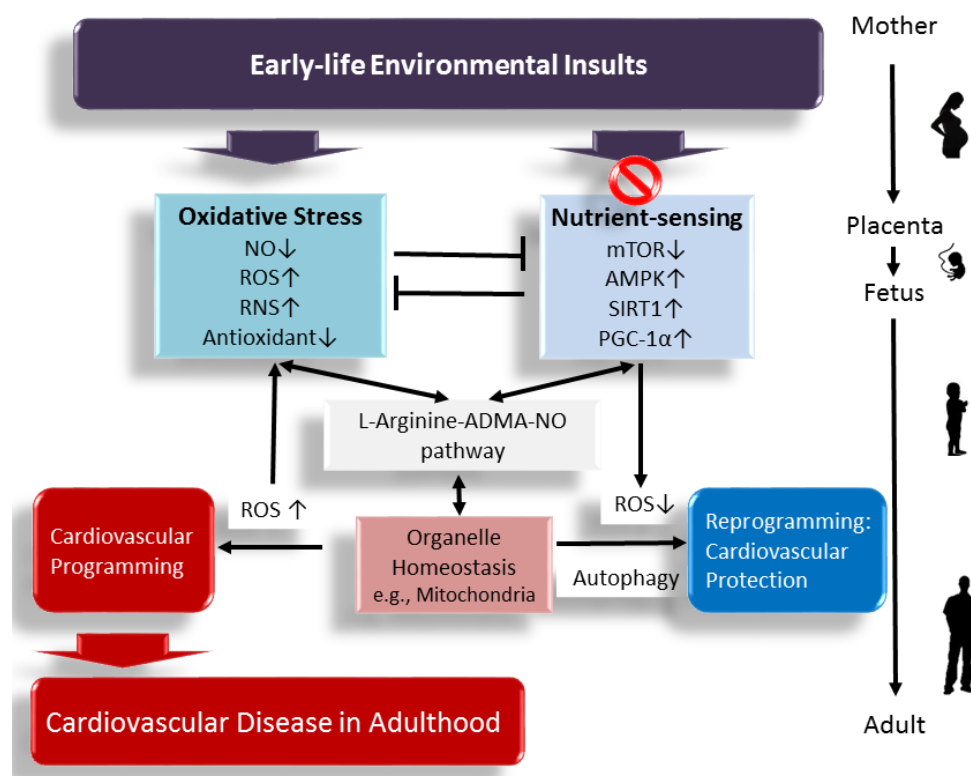 Early-life Environmental Insults
Oxidative Stress
NO↓
ROS↑
RNS↑
Antioxidant↓
Nutrient-sensing
mTOR↓
AMPK↑
SIRT1↑
PGC-1α↑
L-Arginine-ADMA-NO
pathway
ROS ↑
ROS↓
Cardiovascular
Programming
Organelle
Homeostasis
e.g., Mitochondria
Autophagy
Reprogramming:
Cardiovascular
Protection
Cardiovascular Disease in Adulthood
Mother
Placenta
Fetus
Adult